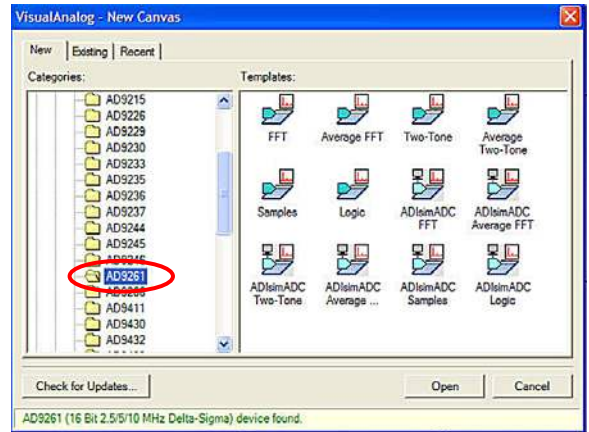 VisualAnalog - New Canvas
New Existing Recent
Categories:
Templates:
AD9215
AD9226
AD9229
AD9230
AD9233
AD9235
AD9236
AD9237
AD9244
AD9245
AD9261
AD9411
AD9430
AD9432
FFT
Average FFT
Two-Tone
Average
Two-Tone
Samples
Logic
ADIsimADC
FFT
ADIsimADC
Average FFT
ADIsimADC
Two-Tone
ADIsimADC
Average ...
ADIsimADC
Samples
ADIsimADC
Logic
Check for Updates...
Open
Cancel
AD9261 (16 Bit 2.5/5/10 MHz Delta-Sigma) device found.